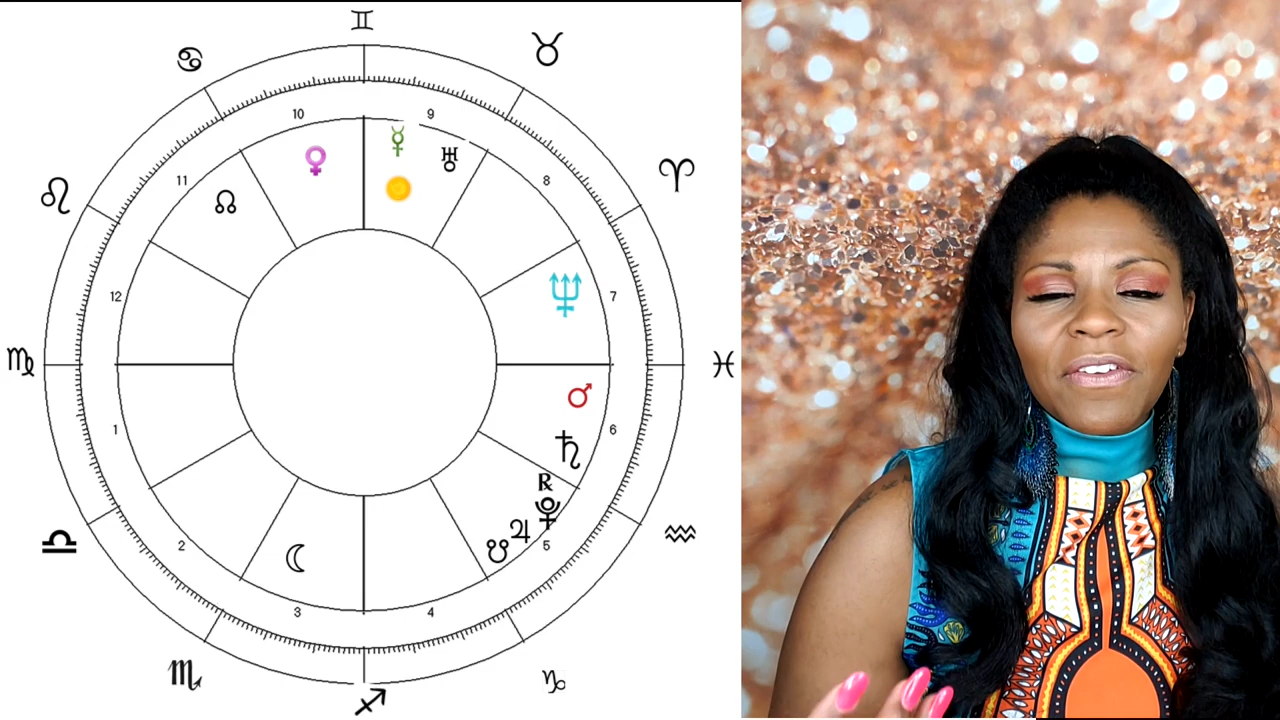 ♊
♋ ♉
10 9
♀ ☿ ♅
11 8
♌ ☊ ♈
12 ♆ 7
♍ ♓
♂
1 6
♄
R
♎ 2 ☋ ♃ ♇ 5 ♒
☾
3 4
♏ ♑
♐